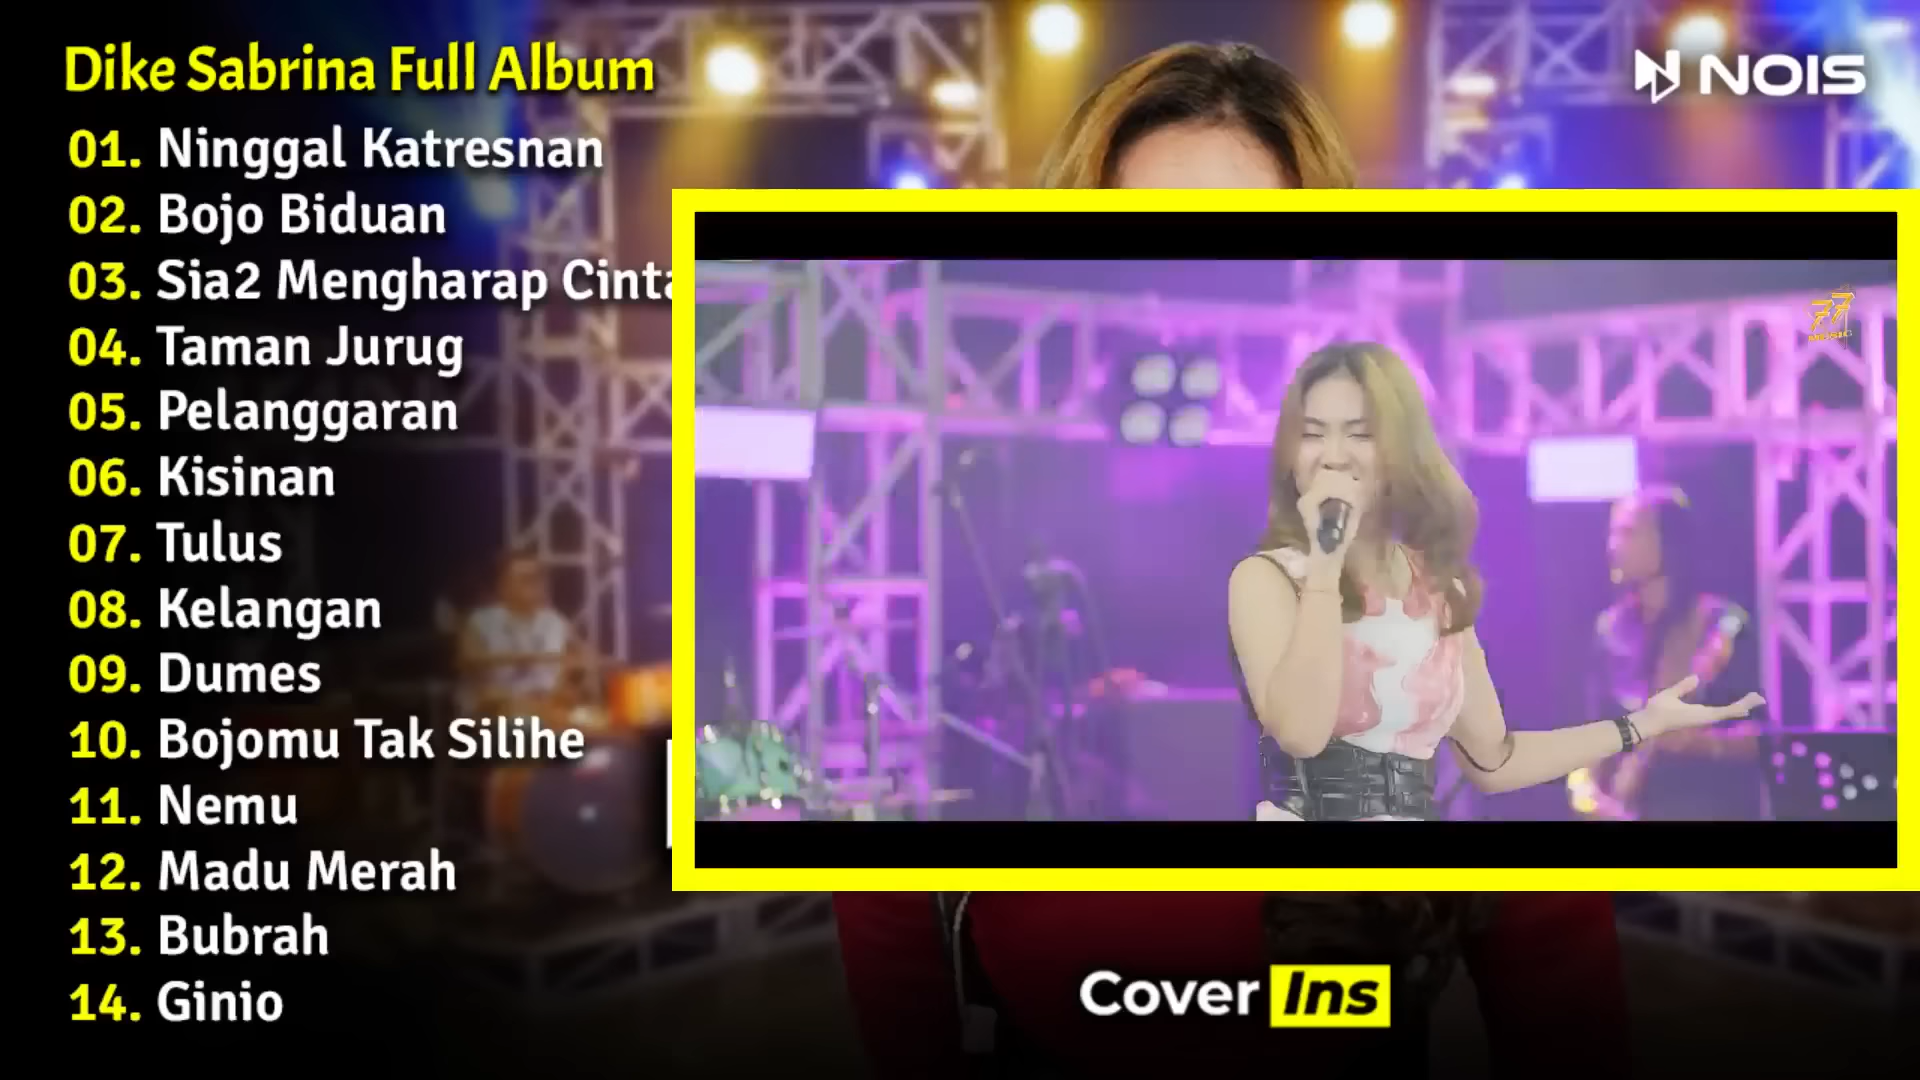 Dike Sabrina Full Album
01. Ninggal Katresnan
02. Bojo Biduan
03. Sia2 Mengharap Cinta
04. Taman Jurug
05. Pelanggaran
06. Kisinan
07. Tulus
08. Kelangan
09. Dumes
10. Bojomu Tak Silihe
11. Nemu
12. Madu Merah
13. Bubrah
14. Ginio
NOIS
77
Cover Ins